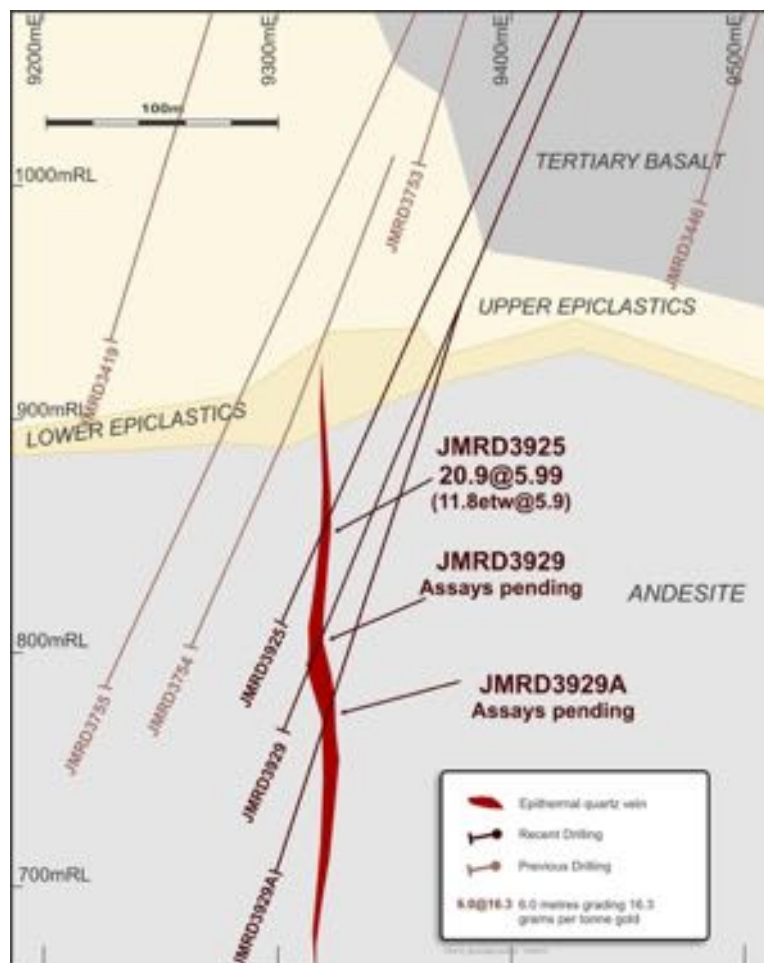 9200mE
9300mE
9400mE
9500mE
100m
TERTIARY BASALT
1000mRL
JMRD3753
JMRD3446
UPPER EPICLASTICS
JMRD3419
900mRL
LOWER EPICLASTICS
JMRD3925
20.9@5.99
(11.8etw@5.9)
JMRD3929
Assays pending
ANDESITE
800mRL
JMRD3925
JMRD3754
JMRD3755
JMRD3929A
Assays pending
JMRD3929
700mRL
JMRD3929A
Epithermal quartz vein
Recent Drilling
Previous Drilling
6.0@16.3 6.0 metres grading 16.3
grams per tonne gold